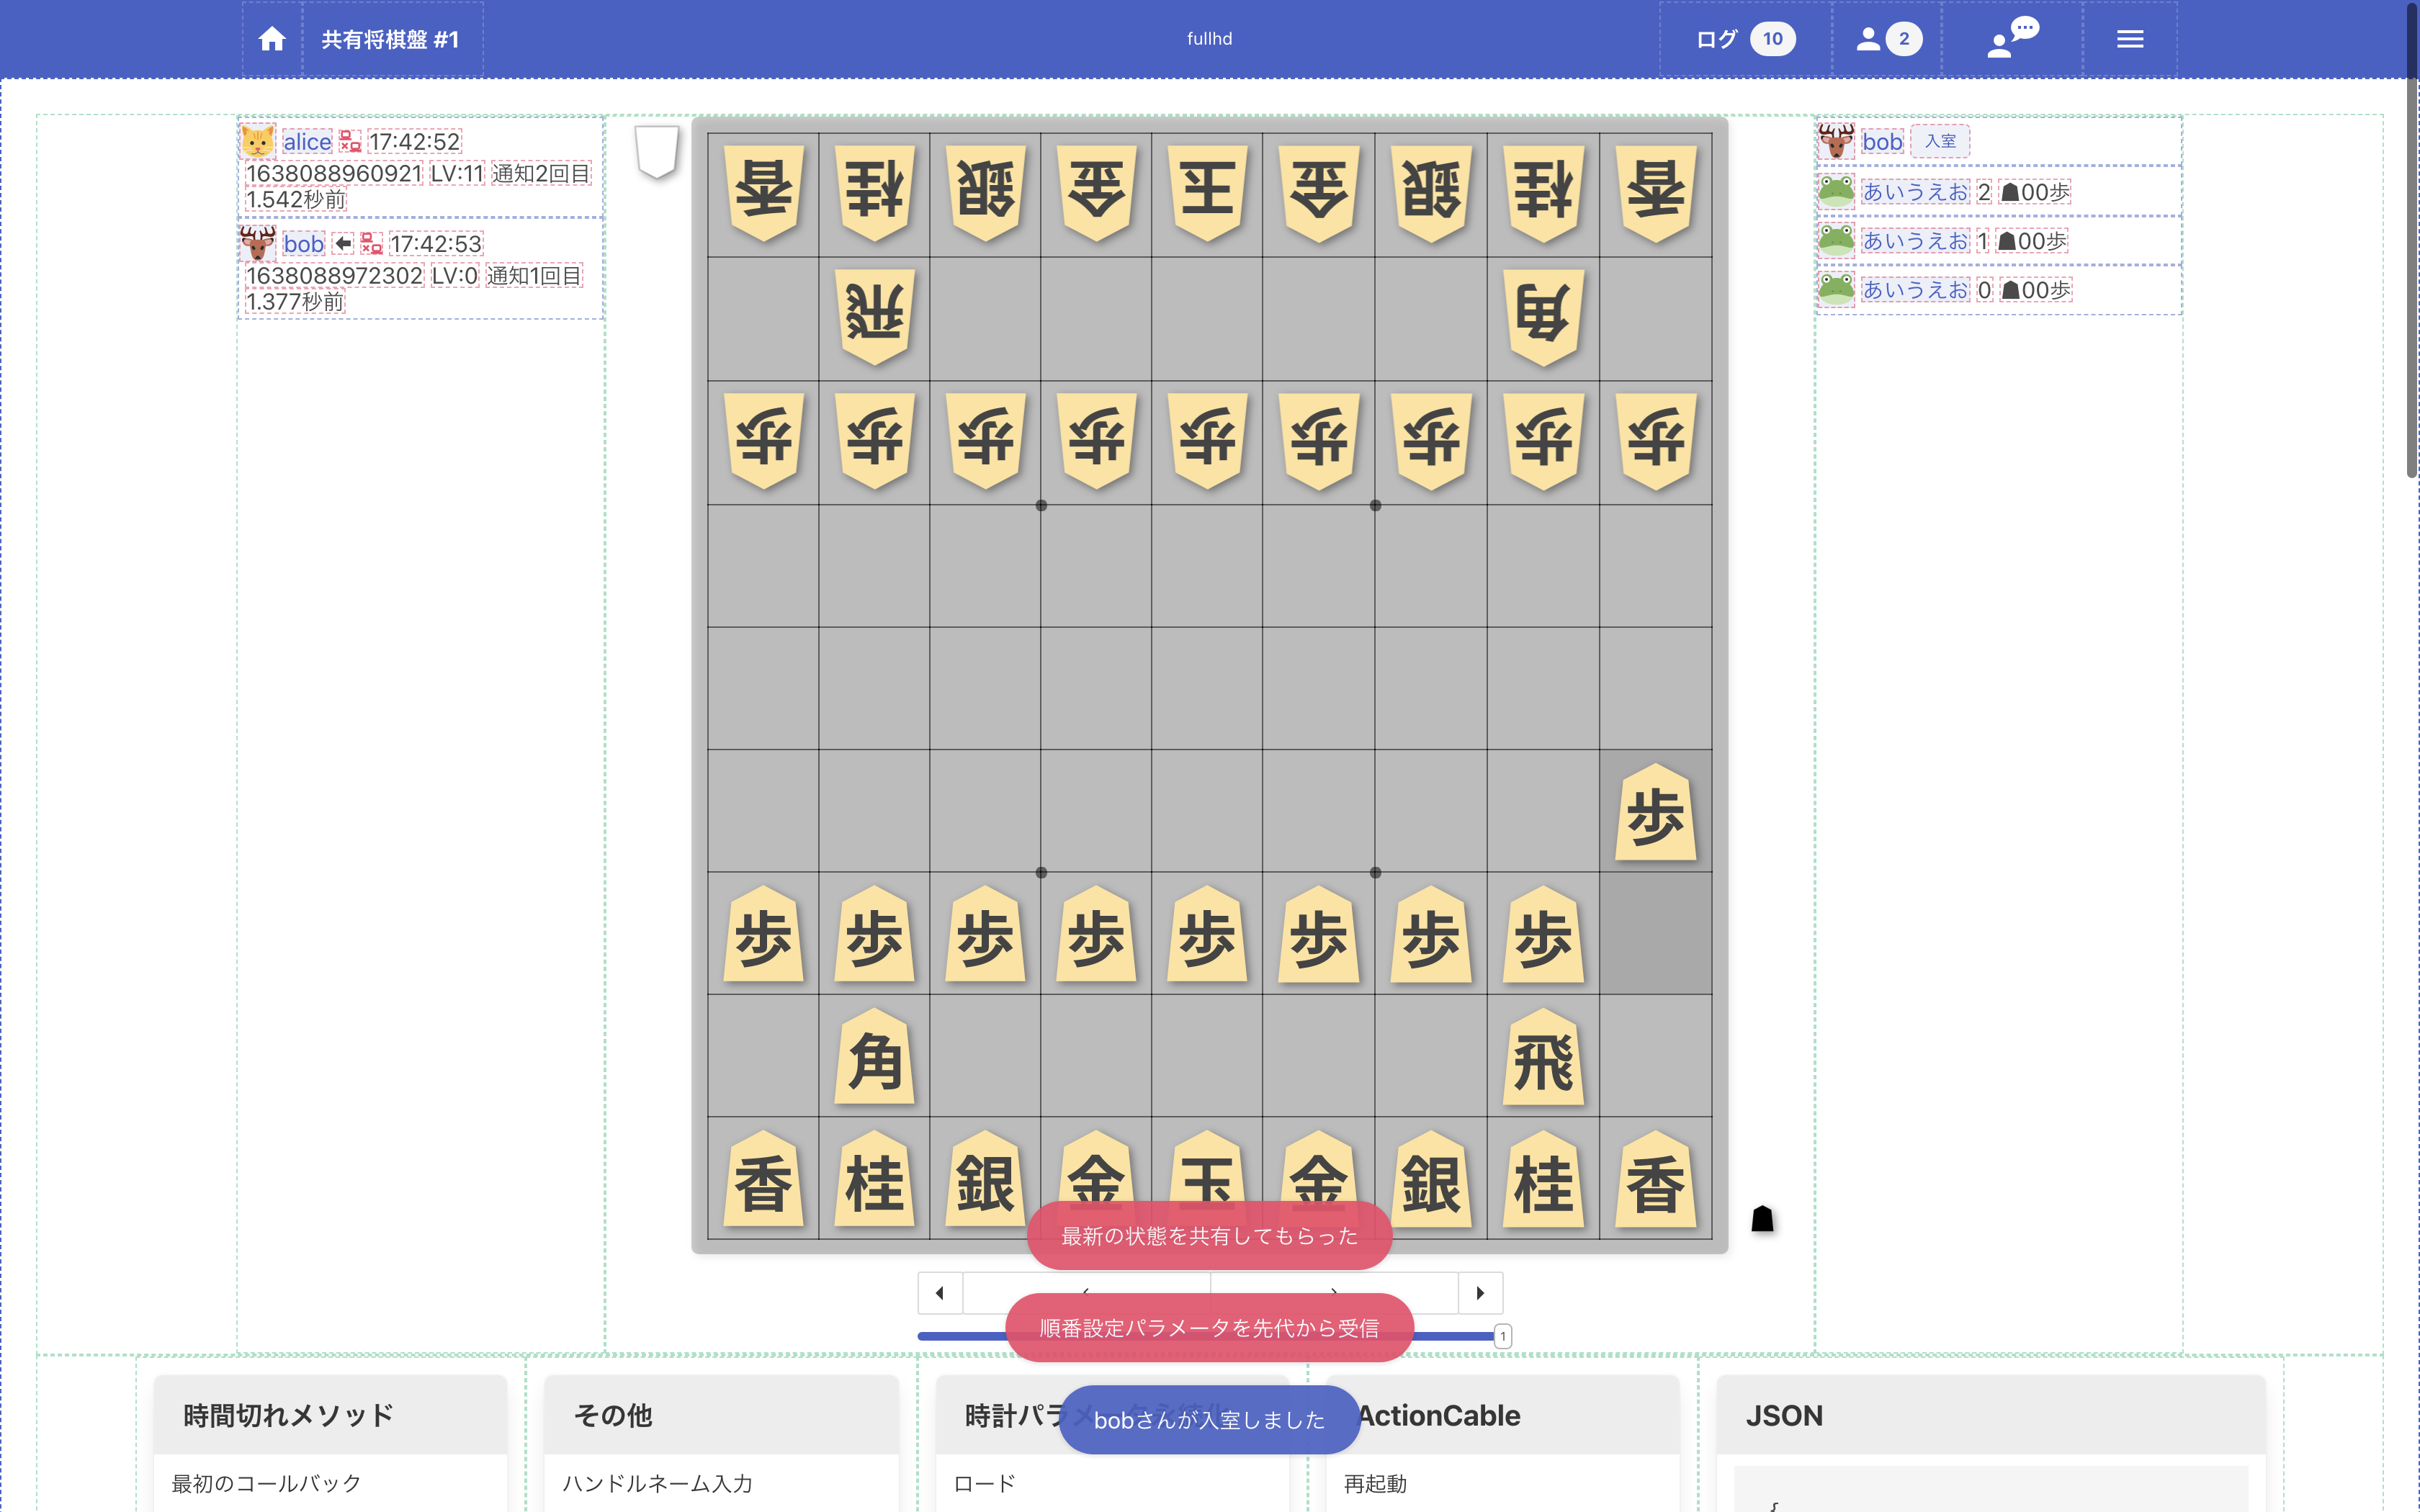 共有将棋盤 #1
fullhd
ログ 10
2
alice 17:42:52
1638088960921 LV:11 通知2回目
1.542秒前
bob 17:42:53
1638088972302 LV:0 通知1回目
1.377秒前
香 桂 銀 金 玉 金 銀 桂 香
飛 角
歩 歩 歩 歩 歩 歩 歩 歩 歩
歩
歩 歩 歩 歩 歩 歩 歩 歩
角 飛
香 桂 銀 金 玉 金 銀 桂 香
bob 入室
あいうえお 2 ☗00歩
あいうえお 1 ☗00歩
あいうえお 0 ☗00歩
最新の状態を共有してもらった
順番設定パラメータを先代から受信
1
bobさんが入室しました
時間切れメソッド
最初のコールバック
その他
ハンドルネーム入力
時計パラメ
ロード
ActionCable
再起動
JSON
{